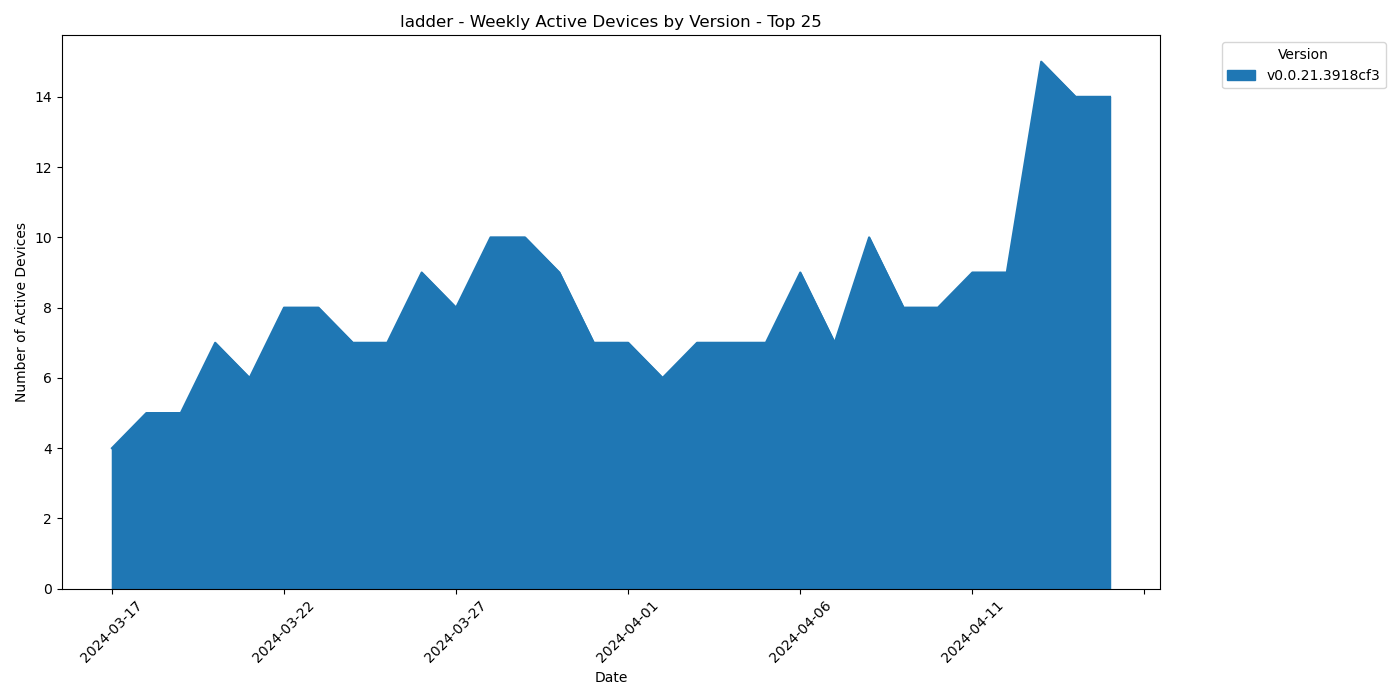 ladder - Weekly Active Devices by Version - Top 25
Version
v0.0.21.3918cf3
Number of Active Devices
14
12
10
8
6
4
2
0
2024-03-17
2024-03-22
2024-03-27
2024-04-01
2024-04-06
2024-04-11
Date